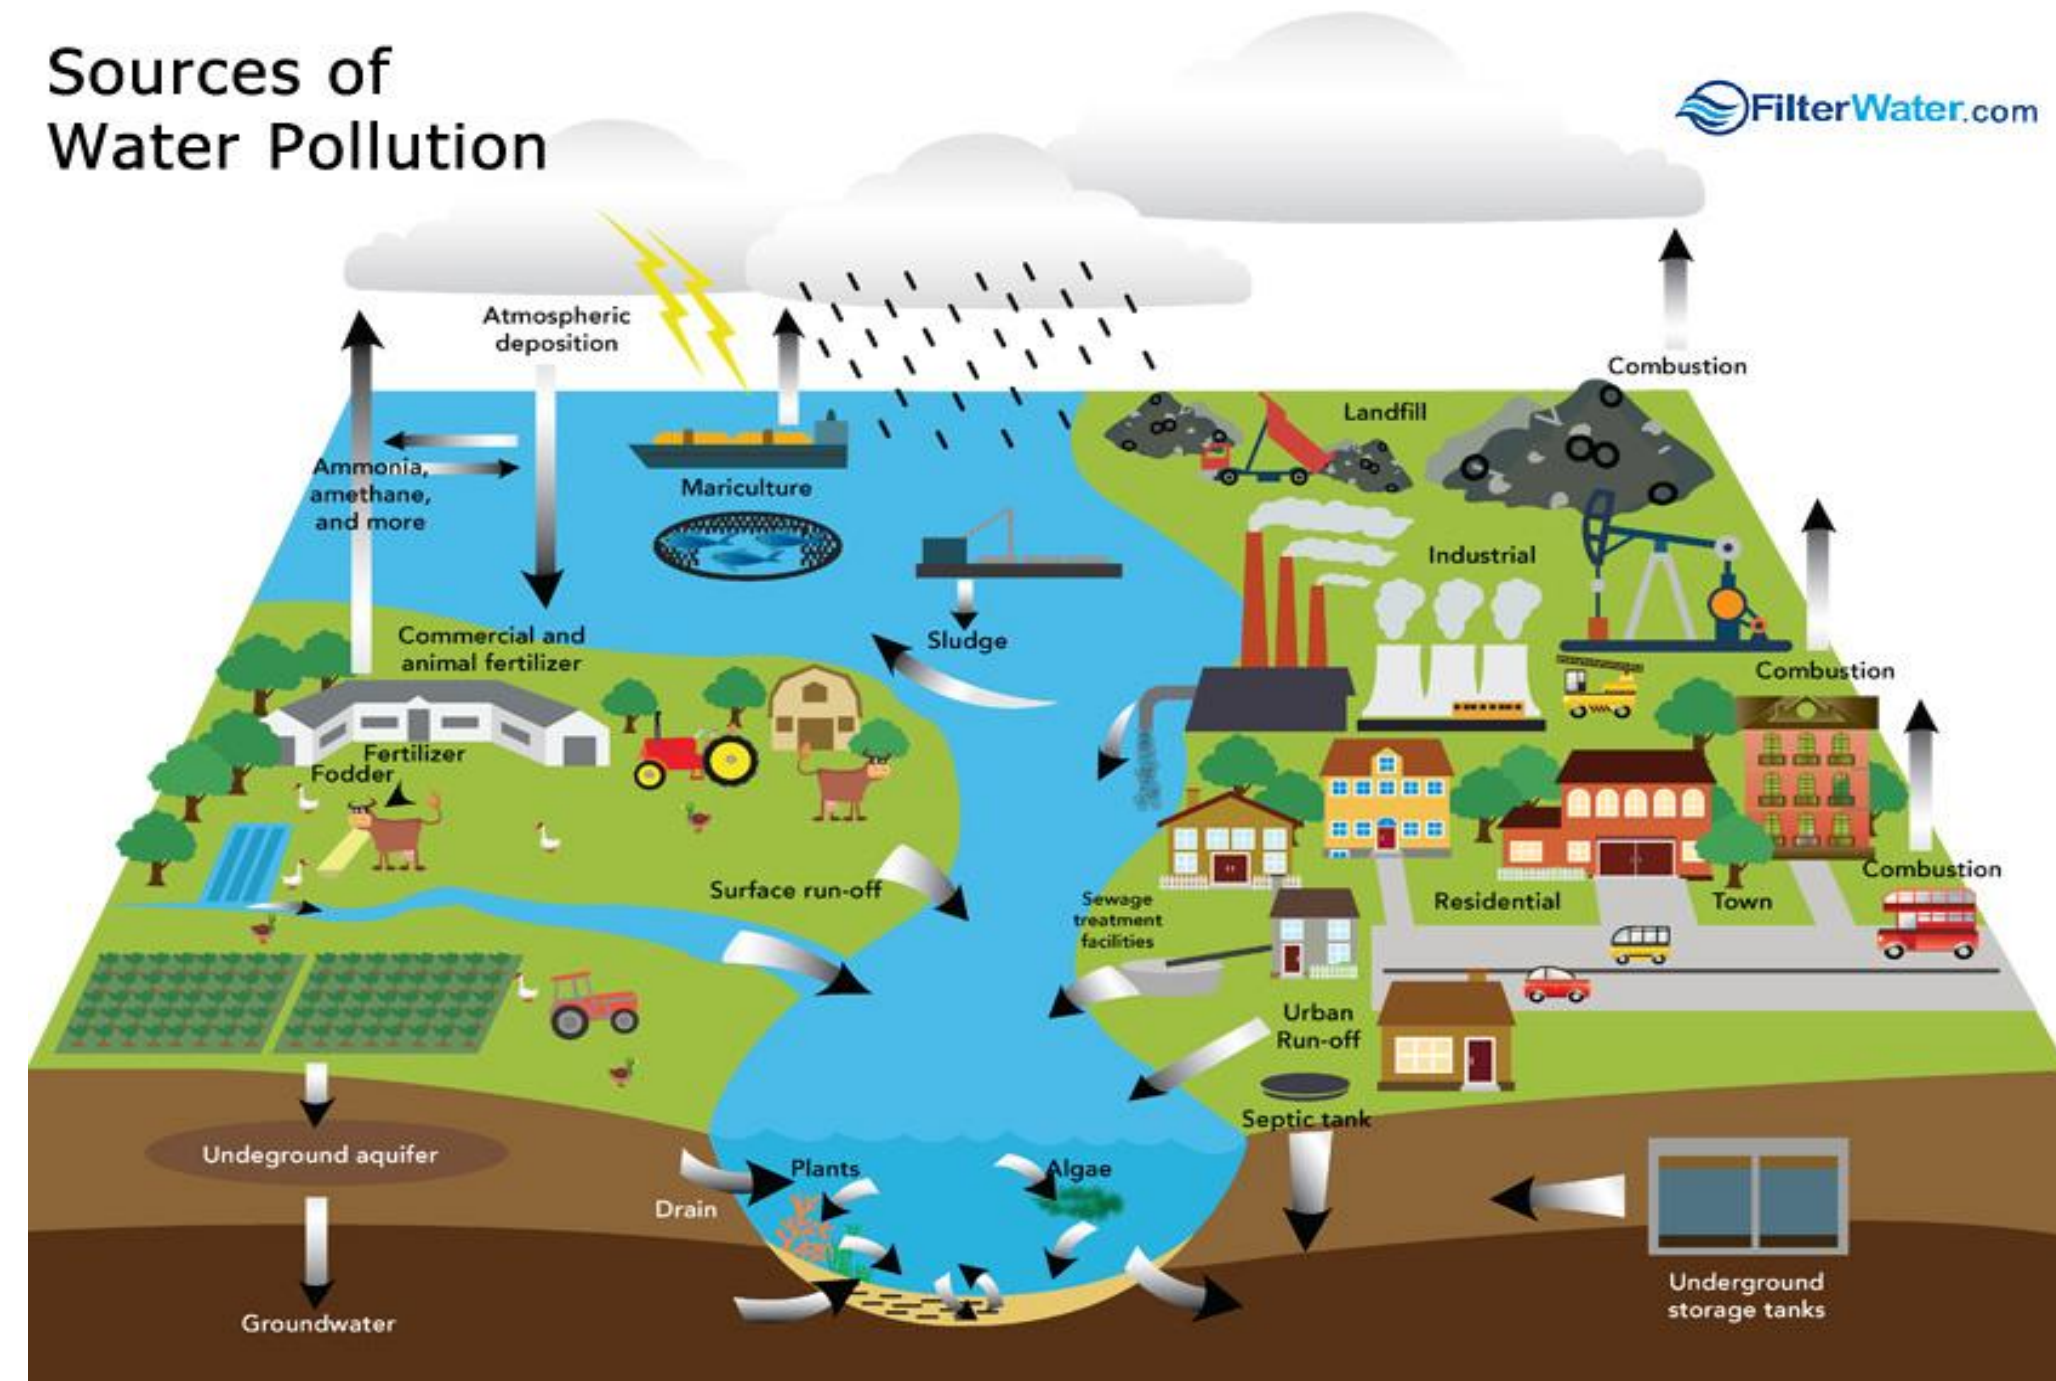 Sources of
Water Pollution
FilterWater.com
Atmospheric
deposition
Combustion
Landfill
Ammonia,
amethane,
and more
Mariculture
Industrial
Commercial and
animal fertilizer
Sludge
Combustion
Fertilizer
Fodder
Combustion
Surface run-off
Sewage
treatment
facilities
Residential
Town
Urban
Run-off
Septic tank
Undeground aquifer
Plants
Algae
Drain
Underground
storage tanks
Groundwater